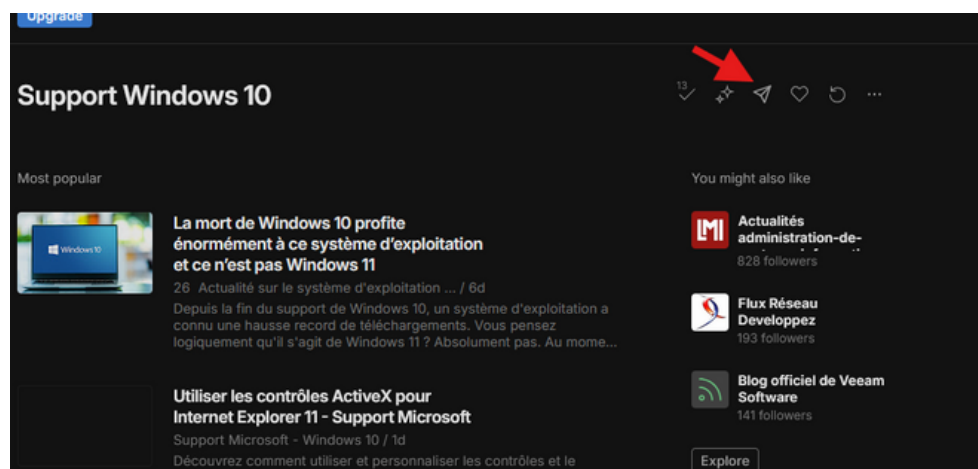 Upgrade
Support Windows 10
13
Most popular
Windows 10
La mort de Windows 10 profite
énormément à ce système d'exploitation
et ce n'est pas Windows 11
26 Actualité sur le système d'exploitation ... / 6d
Depuis la fin du support de Windows 10, un système d'exploitation a
connu une hausse record de téléchargements. Vous pensez
logiquement qu'il s'agit de Windows 11 ? Absolument pas. Au mome...
Utiliser les contrôles ActiveX pour
Internet Explorer 11 - Support Microsoft
Support Microsoft - Windows 10 / 1d
Découvrez comment utiliser et personnaliser les contrôles et le
You might also like
LMI
Actualités
administration-de-
828 followers
Flux Réseau
Developpez
193 followers
Blog officiel de Veeam
Software
141 followers
Explore